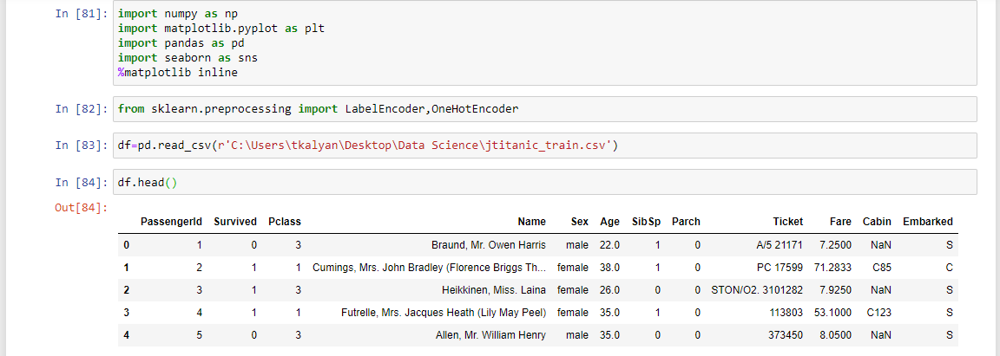 In [81]: import numpy as np
import matplotlib.pyplot as plt
import pandas as pd
import seaborn as sns
%matplotlib inline
In [82]: from sklearn.preprocessing import LabelEncoder,OneHotEncoder
In [83]: df=pd.read_csv(r'C:\Users\tkalyan\Desktop\Data Science\jtitanic_train.csv')
In [84]: df.head()
Out[84]:
PassengerId Survived Pclass Name Sex Age SibSp Parch Ticket Fare Cabin Embarked
0 1 0 3 Braund, Mr. Owen Harris male 22.0 1 0 A/5 21171 7.2500 NaN S
1 2 1 1 Cumings, Mrs. John Bradley (Florence Briggs Th... female 38.0 1 0 PC 17599 71.2833 C85 C
2 3 1 3 Heikkinen, Miss. Laina female 26.0 0 0 STON/O2. 3101282 7.9250 NaN S
3 4 1 1 Futrelle, Mrs. Jacques Heath (Lily May Peel) female 35.0 1 0 113803 53.1000 C123 S
4 5 0 3 Allen, Mr. William Henry male 35.0 0 0 373450 8.0500 NaN S